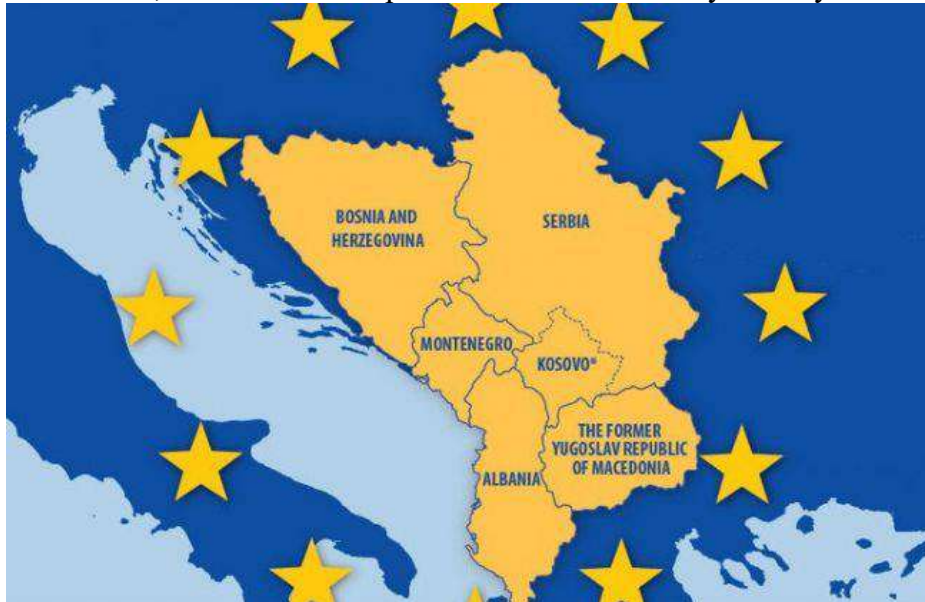 BOSNIA AND
HERZEGOVINA
SERBIA
MONTENEGRO
KOSOVO*
THE FORMER
YUGOSLAV REPUBLIC
OF MACEDONIA
ALBANIA